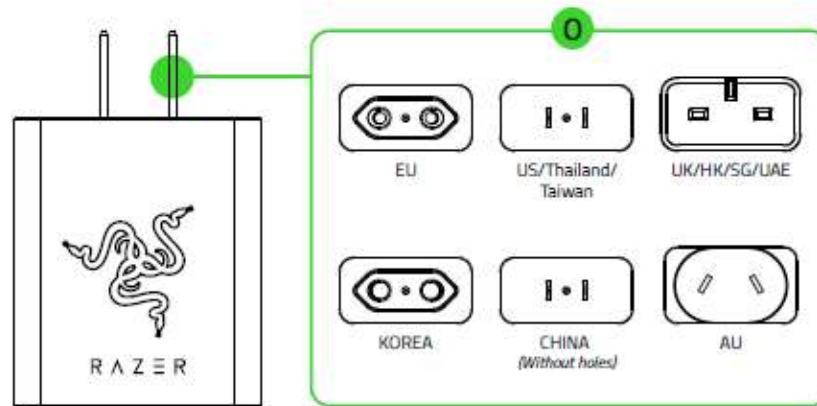 O
EU
US/Thailand/
Taiwan
UK/HK/SG/UAE
KOREA
CHINA
(Without holes)
AU
RAZER